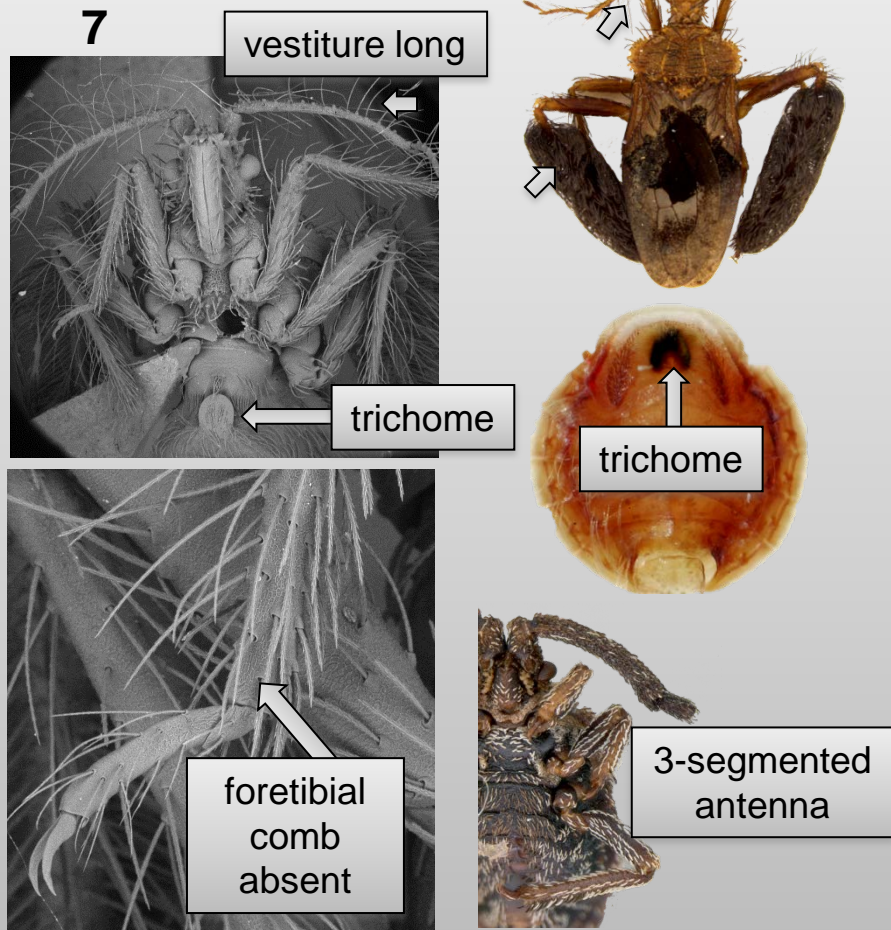 7
vestiture long
trichome
trichome
foretibial
comb
absent
3-segmented
antenna